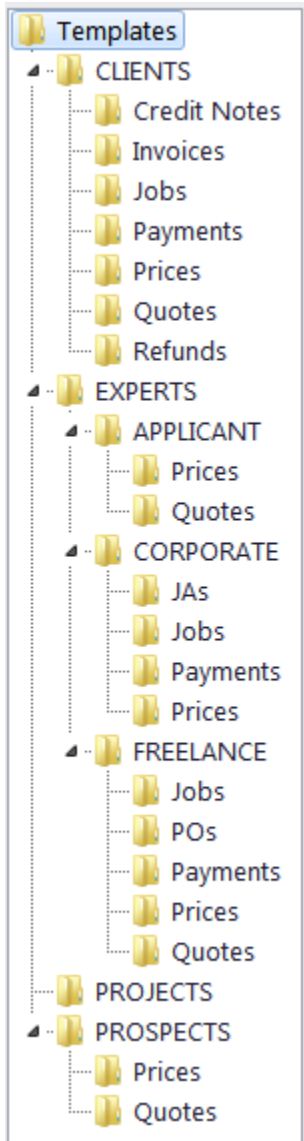 Templates
CLIENTS
Credit Notes
Invoices
Jobs
Payments
Prices
Quotes
Refunds
EXPERTS
APPLICANT
Prices
Quotes
CORPORATE
JAs
Jobs
Payments
Prices
FREELANCE
Jobs
POs
Payments
Prices
Quotes
PROJECTS
PROSPECTS
Prices
Quotes